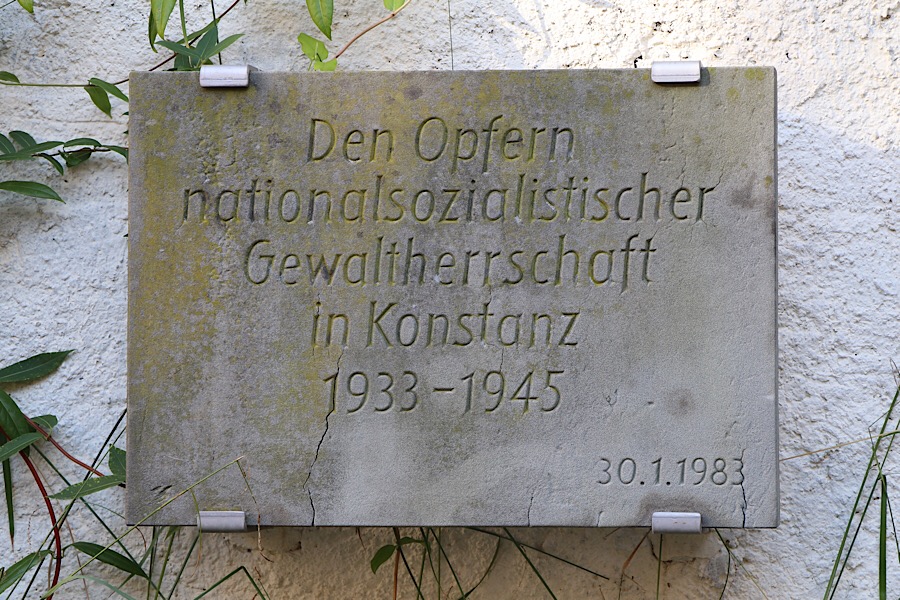 Den Opfern
nationalsozialistischer
Gewaltherrschaft
in Konstanz
1933–1945
30.1.1983